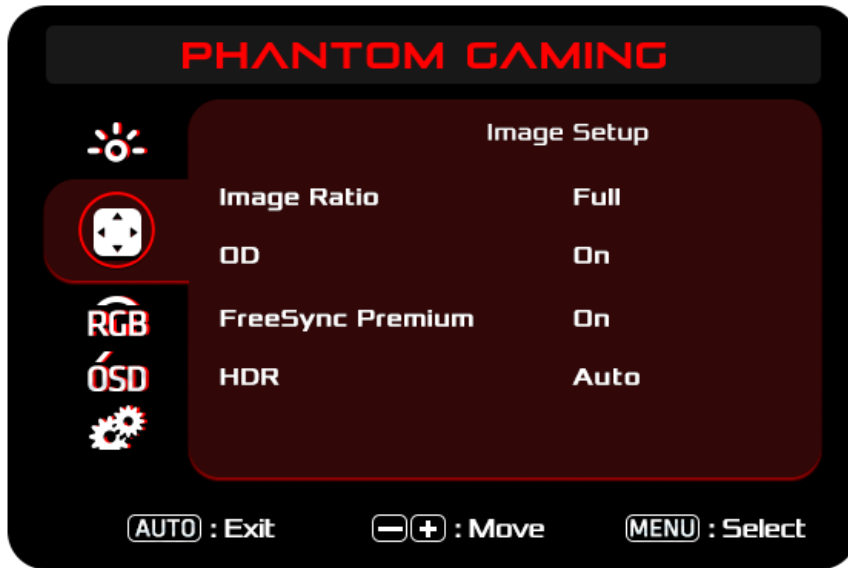 PHANTOM GAMING
Image Setup
Image Ratio Full
OD On
RGB
FreeSync Premium On
OSD
HDR Auto
AUTO : Exit - + : Move MENU : Select